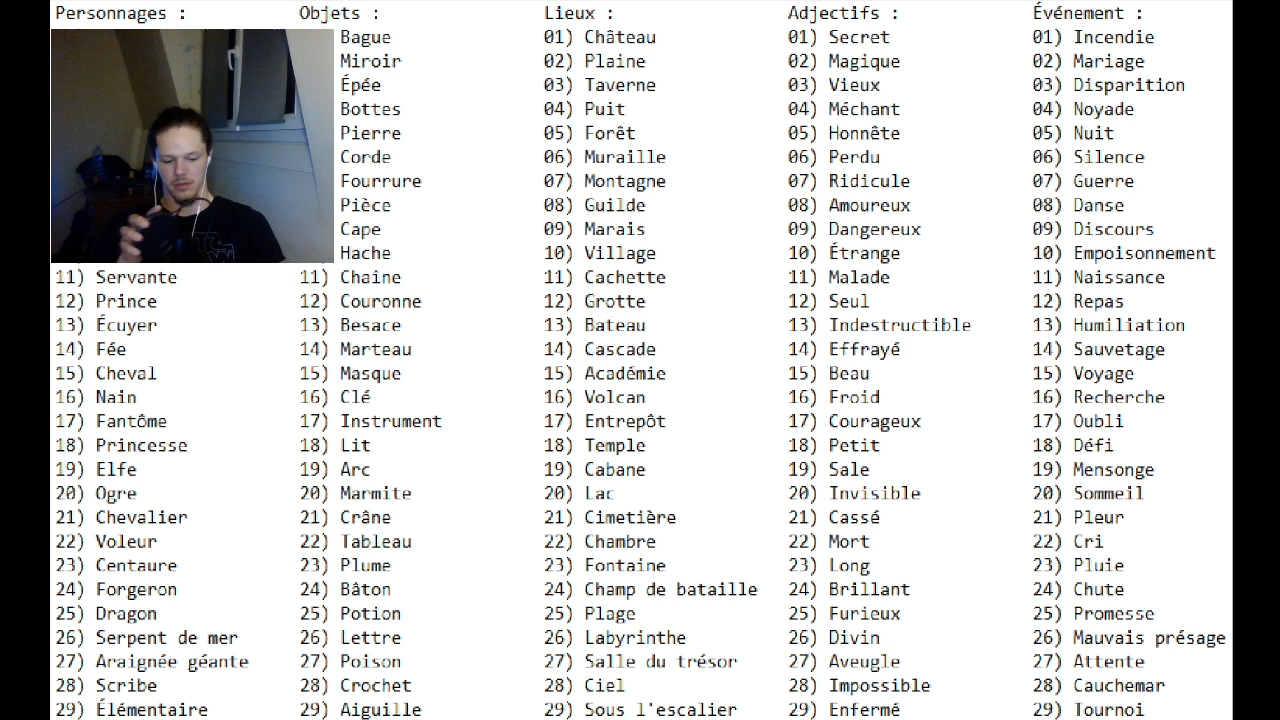 Personnages : Objets : Lieux : Adjectifs : Événement :
Bague 01) Château 01) Secret 01) Incendie
Miroir 02) Plaine 02) Magique 02) Mariage
Épée 03) Taverne 03) Vieux 03) Disparition
Bottes 04) Puit 04) Méchant 04) Noyade
Pierre 05) Forêt 05) Honnête 05) Nuit
Corde 06) Muraille 06) Perdu 06) Silence
Fourrure 07) Montagne 07) Ridicule 07) Guerre
Pièce 08) Guilde 08) Amoureux 08) Danse
Cape 09) Marais 09) Dangereux 09) Discours
Hache 10) Village 10) Étrange 10) Empoisonnement
11) Servante 11) Chaine 11) Cachette 11) Malade 11) Naissance
12) Prince 12) Couronne 12) Grotte 12) Seul 12) Repas
13) Écuyer 13) Besace 13) Bateau 13) Indestructible 13) Humiliation
14) Fée 14) Marteau 14) Cascade 14) Effrayé 14) Sauvetage
15) Cheval 15) Masque 15) Académie 15) Beau 15) Voyage
16) Nain 16) Clé 16) Volcan 16) Froid 16) Recherche
17) Fantôme 17) Instrument 17) Entrepôt 17) Courageux 17) Oubli
18) Princesse 18) Lit 18) Temple 18) Petit 18) Défi
19) Elfe 19) Arc 19) Cabane 19) Sale 19) Mensonge
20) Ogre 20) Marmite 20) Lac 20) Invisible 20) Sommeil
21) Chevalier 21) Crâne 21) Cimetière 21) Cassé 21) Pleur
22) Voleur 22) Tableau 22) Chambre 22) Mort 22) Cri
23) Centaure 23) Plume 23) Fontaine 23) Long 23) Pluie
24) Forgeron 24) Bâton 24) Champ de bataille 24) Brillant 24) Chute
25) Dragon 25) Potion 25) Plage 25) Furieux 25) Promesse
26) Serpent de mer 26) Lettre 26) Labyrinthe 26) Divin 26) Mauvais présage
27) Araignée géante 27) Poison 27) Salle du trésor 27) Aveugle 27) Attente
28) Scribe 28) Crochet 28) Ciel 28) Impossible 28) Cauchemar
29) Élémentaire 29) Aiguille 29) Sous l'escalier 29) Enfermé 29) Tournoi